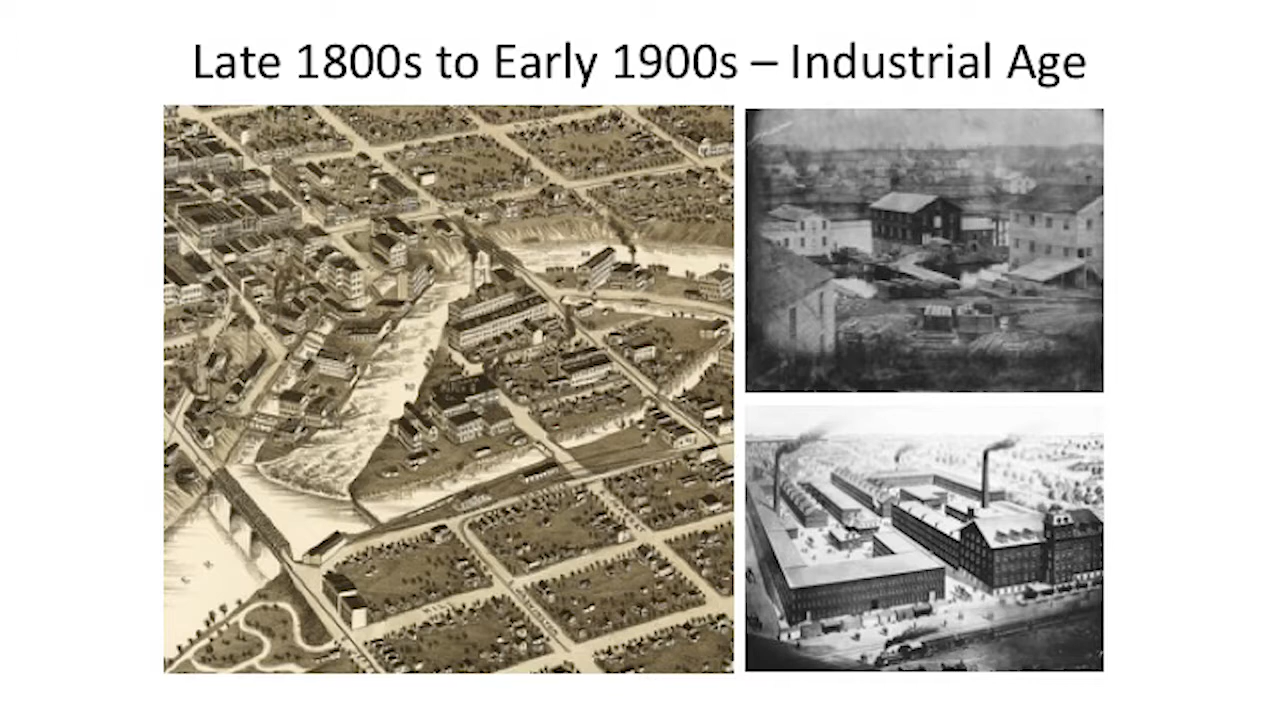 Late 1800s to Early 1900s – Industrial Age